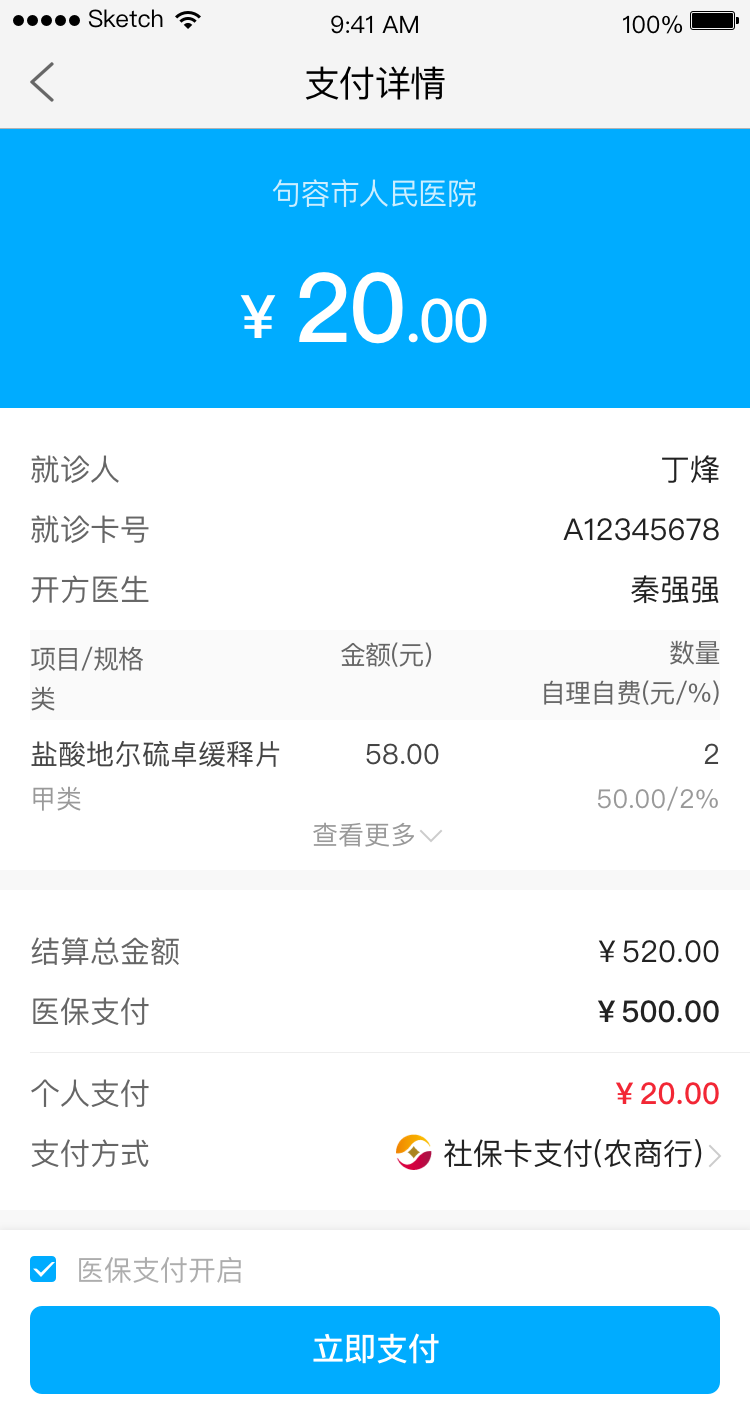 Sketch 9:41 AM 100%
支付详情
句容市人民医院
¥ 20.00
就诊人 丁烽
就诊卡号 A12345678
开方医生 秦强强
项目/规格 金额(元) 数量
类 自理自费(元/%)
盐酸地尔硫卓缓释片 58.00 2
甲类 50.00/2%
查看更多
结算总金额 ¥520.00
医保支付 ¥500.00
个人支付 ¥20.00
支付方式 社保卡支付(农商行)
医保支付开启
立即支付